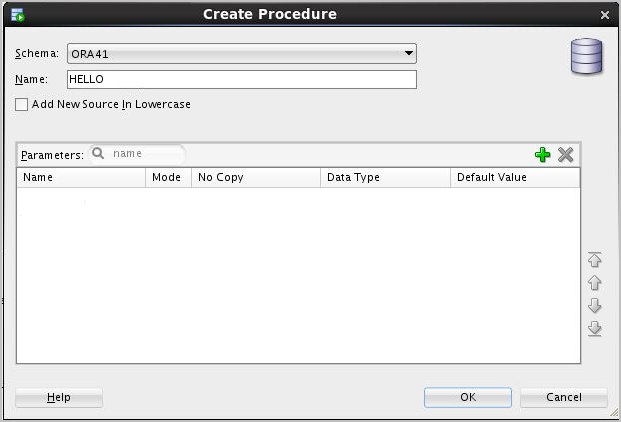 Create Procedure
Schema: ORA41
Name: HELLO
Add New Source In Lowercase
Parameters: name
Name Mode No Copy Data Type Default Value
Help OK Cancel